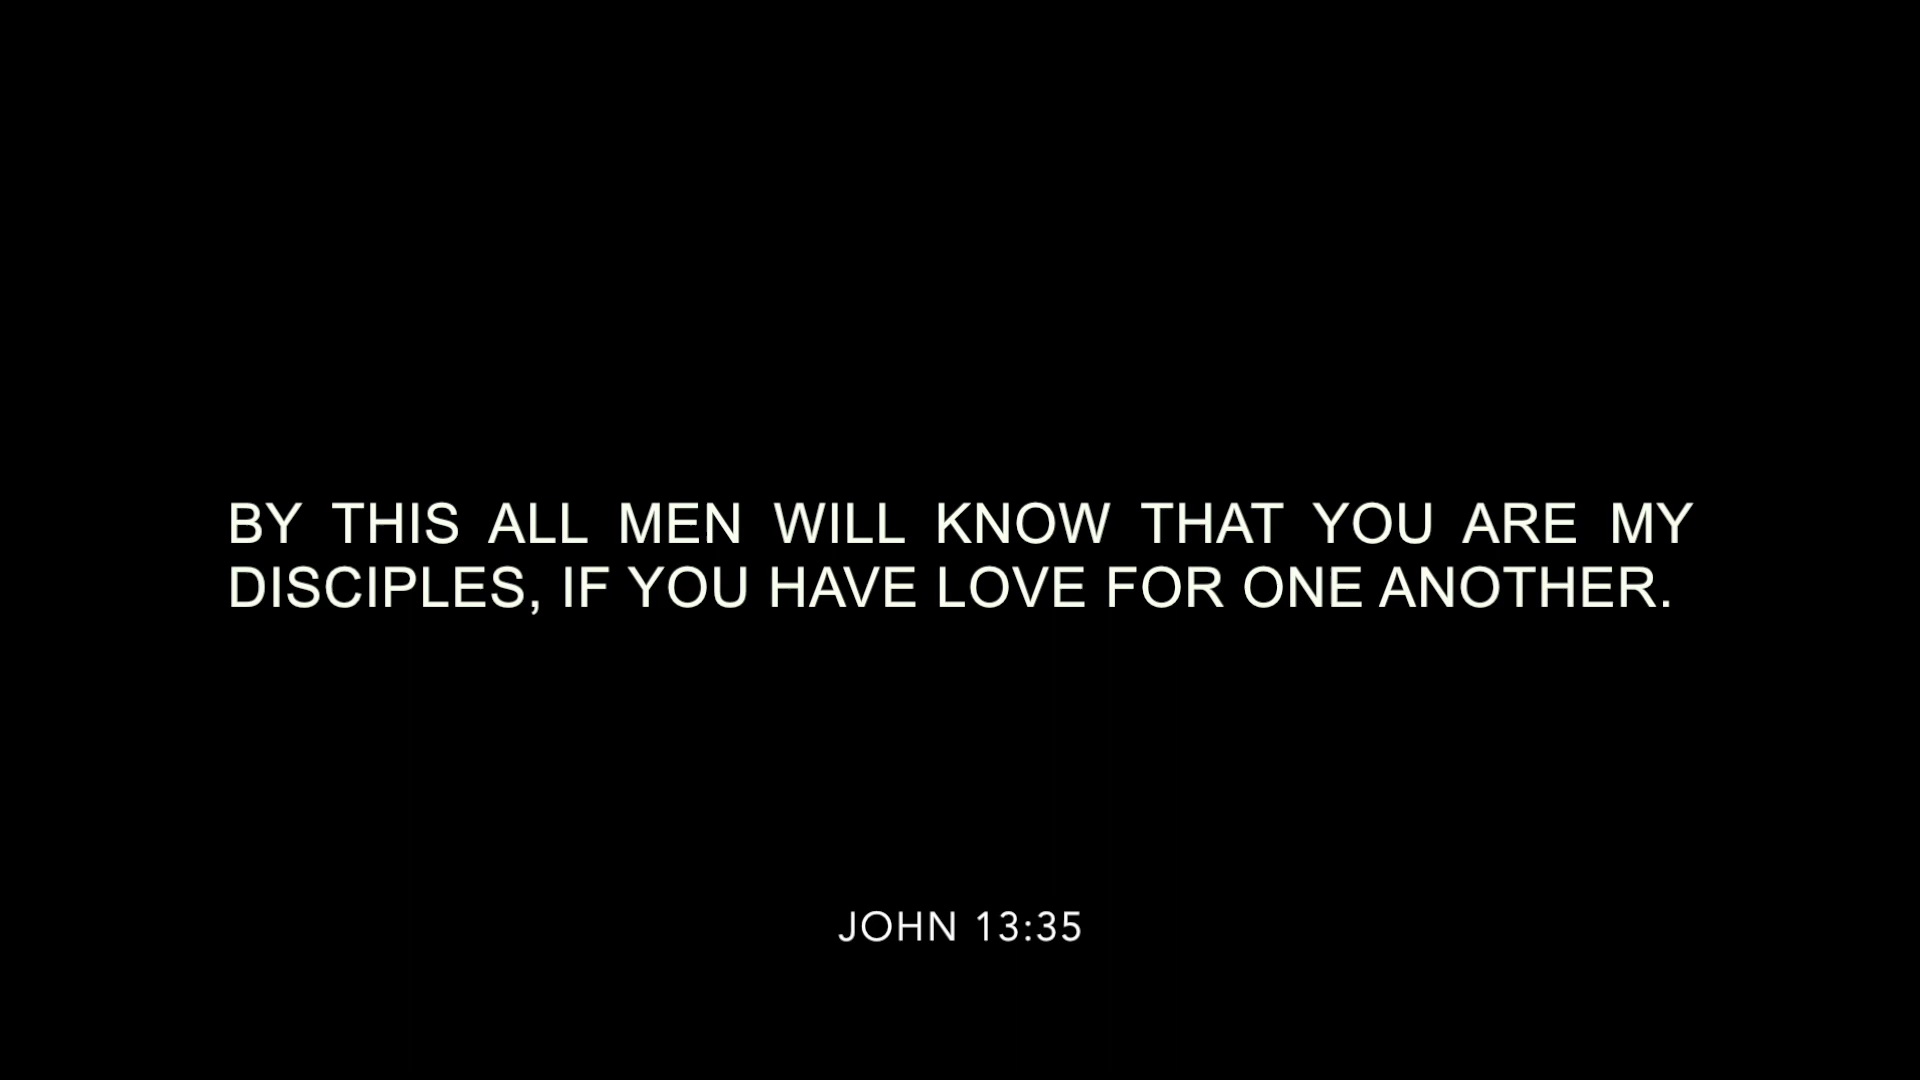 BY THIS ALL MEN WILL KNOW THAT YOU ARE MY
DISCIPLES, IF YOU HAVE LOVE FOR ONE ANOTHER.
JOHN 13:35